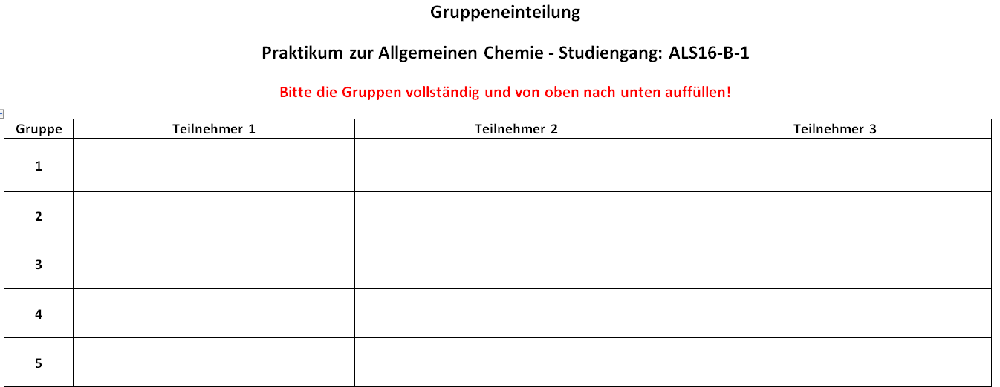 Gruppeneinteilung
Praktikum zur Allgemeinen Chemie - Studiengang: ALS16-B-1
Bitte die Gruppen vollständig und von oben nach unten auffüllen!
Gruppe Teilnehmer 1 Teilnehmer 2 Teilnehmer 3
1
2
3
4
5